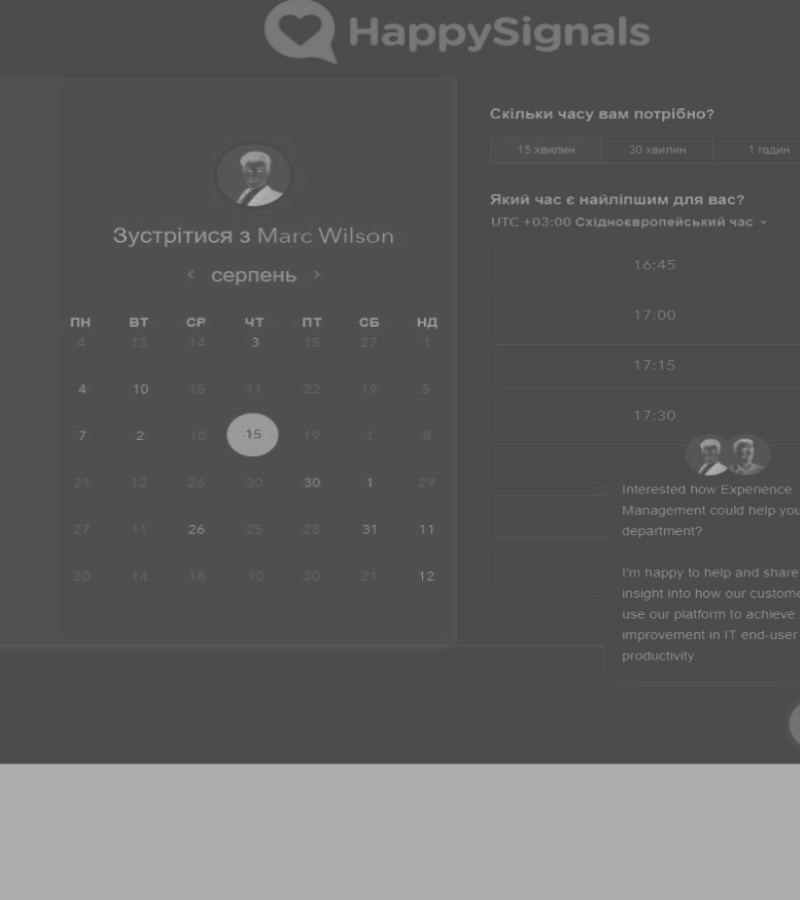 HappySignals
Зустрітися з Marc Wilson
серпень
ПН ВТ СР ЧТ ПТ СБ НД
4 13 14 3 15 27 1
4 10 15 11 22 19 5
7 2 10 15 19 1 8
21 12 26 30 30 1 29
27 11 26 25 28 31 11
20 14 18 10 30 21 12
Скільки часу вам потрібно?
15 хвилин 30 хвилин 1 годин
Який час є найліпшим для вас?
UTC +03:00 Східноєвропейський час
16:45
17:00
17:15
17:30
Interested how Experience
Management could help you
department?
I'm happy to help and share
insight into how our custome
use our platform to achieve
improvement in IT end-user
productivity